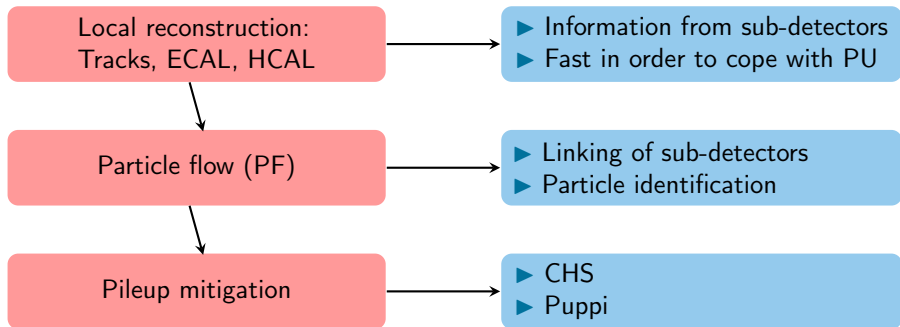 Local reconstruction:
Tracks, ECAL, HCAL
▶ Information from sub-detectors
▶ Fast in order to cope with PU
Particle flow (PF)
▶ Linking of sub-detectors
▶ Particle identification
Pileup mitigation
▶ CHS
▶ Puppi